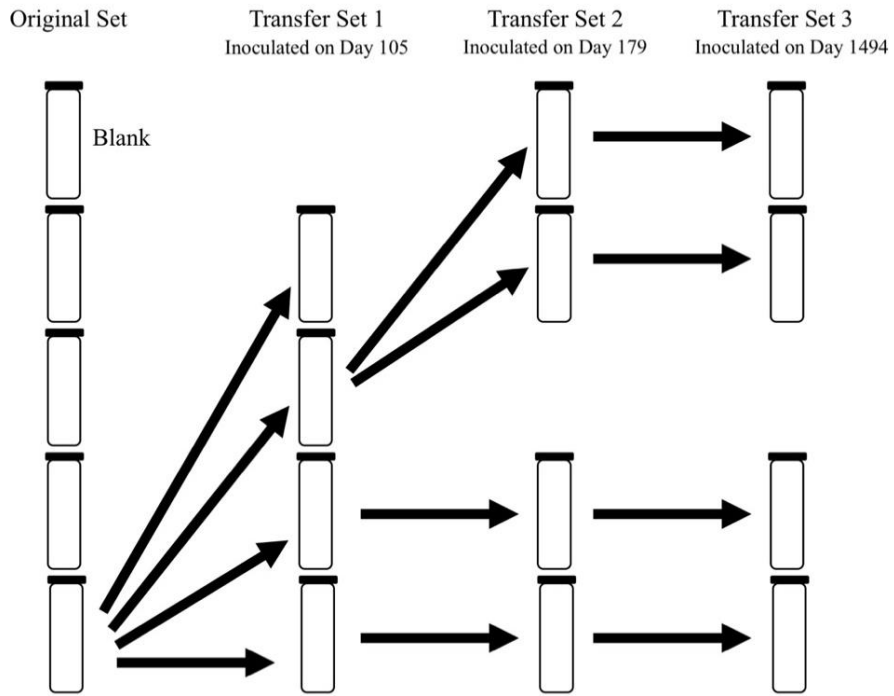 Original Set
Transfer Set 1
Inoculated on Day 105
Transfer Set 2
Inoculated on Day 179
Transfer Set 3
Inoculated on Day 1494
Blank